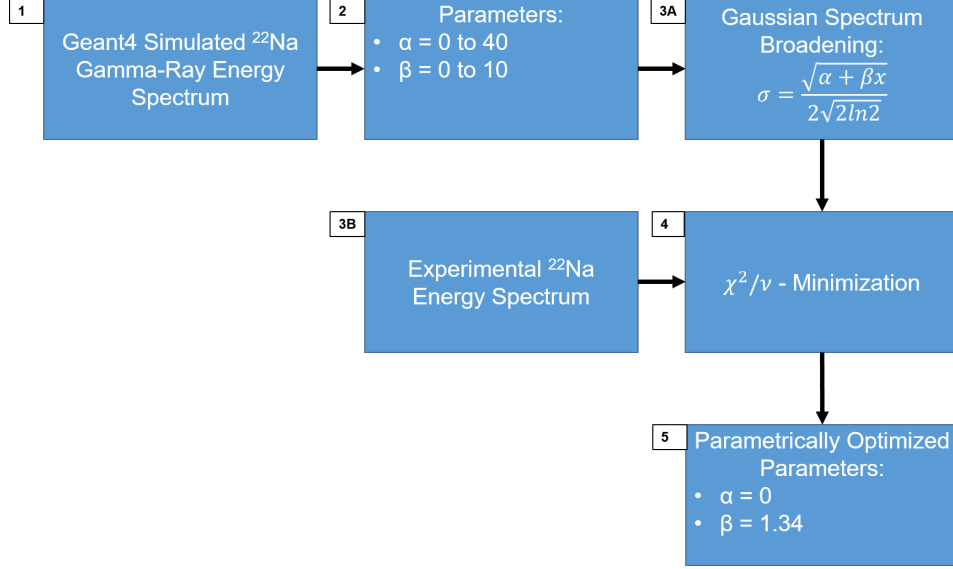 1
Geant4 Simulated ²²Na
Gamma-Ray Energy
Spectrum
2
Parameters:
• α = 0 to 40
• β = 0 to 10
3A
Gaussian Spectrum
Broadening:
σ = √(α + βx) / 2√(2ln2)
3B
Experimental ²²Na
Energy Spectrum
4
χ²/ν - Minimization
5
Parametrically Optimized
Parameters:
• α = 0
• β = 1.34